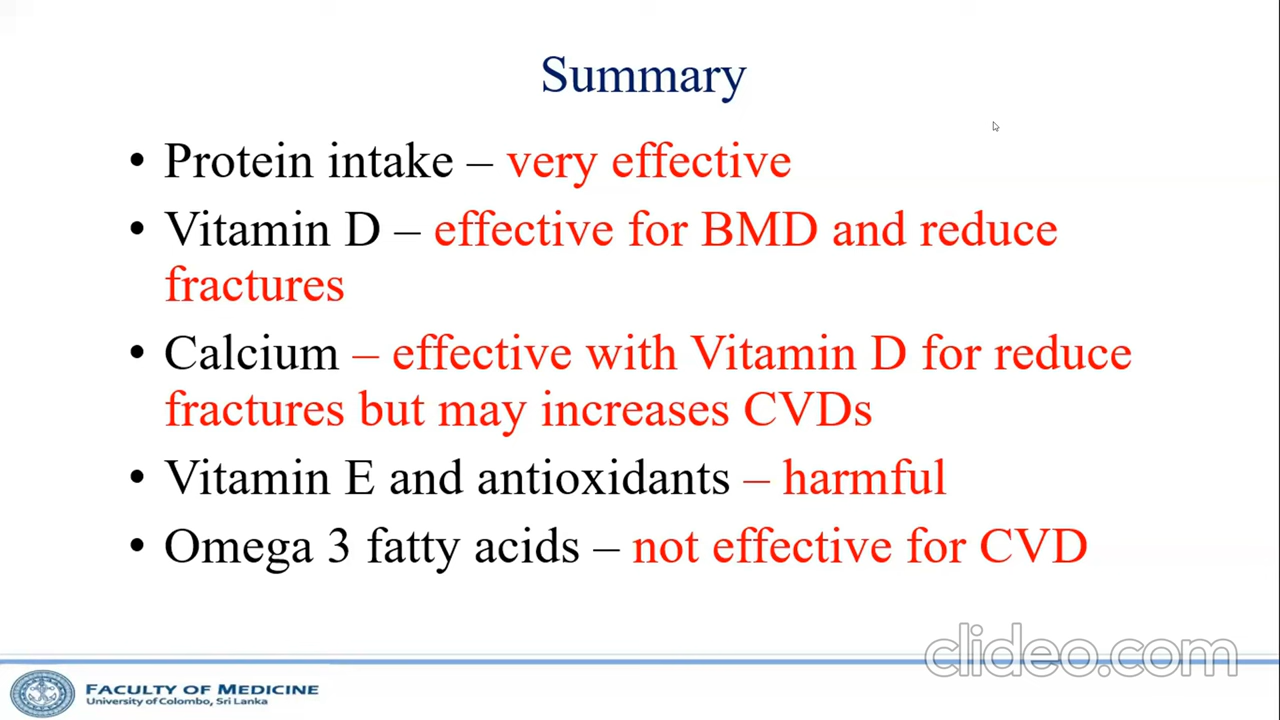 Summary
• Protein intake – very effective
• Vitamin D – effective for BMD and reduce
fractures
• Calcium – effective with Vitamin D for reduce
fractures but may increases CVDs
• Vitamin E and antioxidants – harmful
• Omega 3 fatty acids – not effective for CVD
clideo.com
FACULTY OF MEDICINE
University of Colombo, Sri Lanka